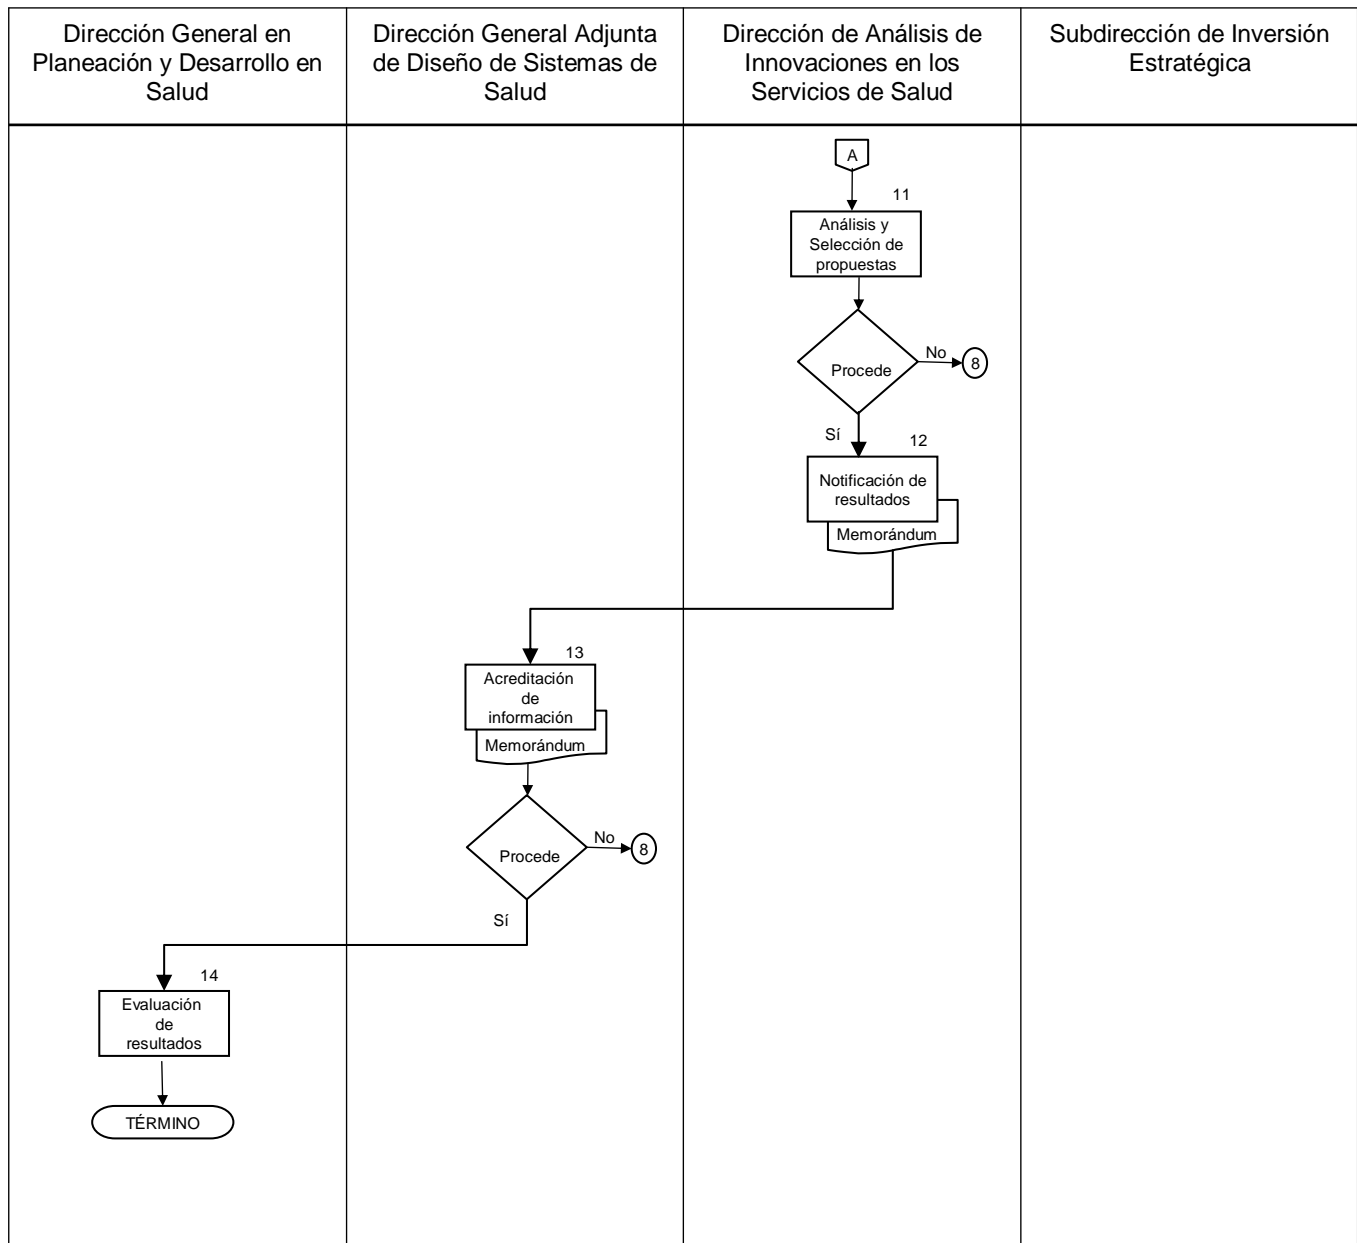 Dirección General en
Planeación y Desarrollo en
Salud
Dirección General Adjunta
de Diseño de Sistemas de
Salud
Dirección de Análisis de
Innovaciones en los
Servicios de Salud
Subdirección de Inversión
Estratégica
A
11
Análisis y
Selección de
propuestas
Procede
No
8
Sí
12
Notificación de
resultados
Memorándum
13
Acreditación
de
información
Memorándum
Procede
No
8
Sí
14
Evaluación
de
resultados
TÉRMINO